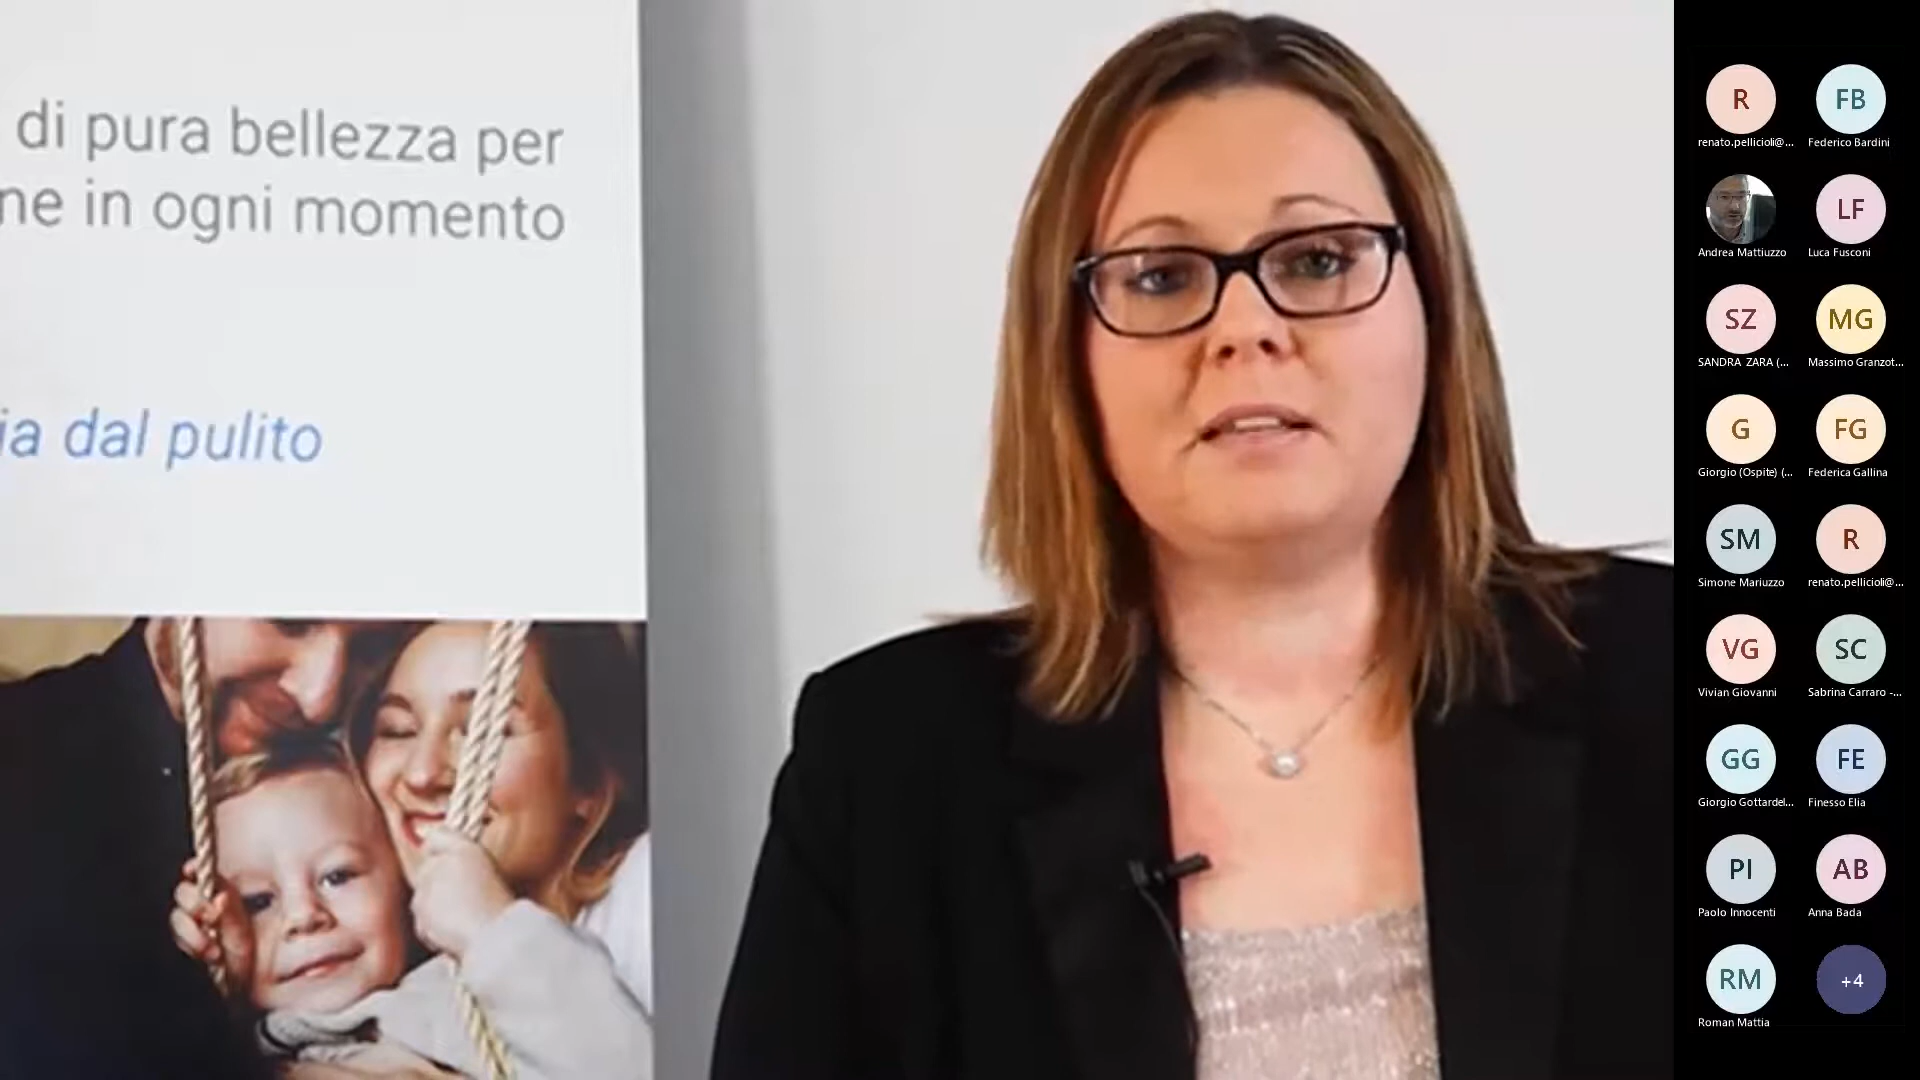 di pura bellezza per
ne in ogni momento
ia dal pulito
R
renato.pellicioli@...
FB
Federico Bardini
Andrea Mattiuzzo
LF
Luca Fusconi
SZ
SANDRA ZARA (...
MG
Massimo Granzot...
G
Giorgio (Ospite) (...
FG
Federica Gallina
SM
Simone Mariuzzo
R
renato.pellicioli@...
VG
Vivian Giovanni
SC
Sabrina Carraro -...
GG
Giorgio Gottardel...
FE
Finesso Elia
PI
Paolo Innocenti
AB
Anna Bada
RM
Roman Mattia
+4